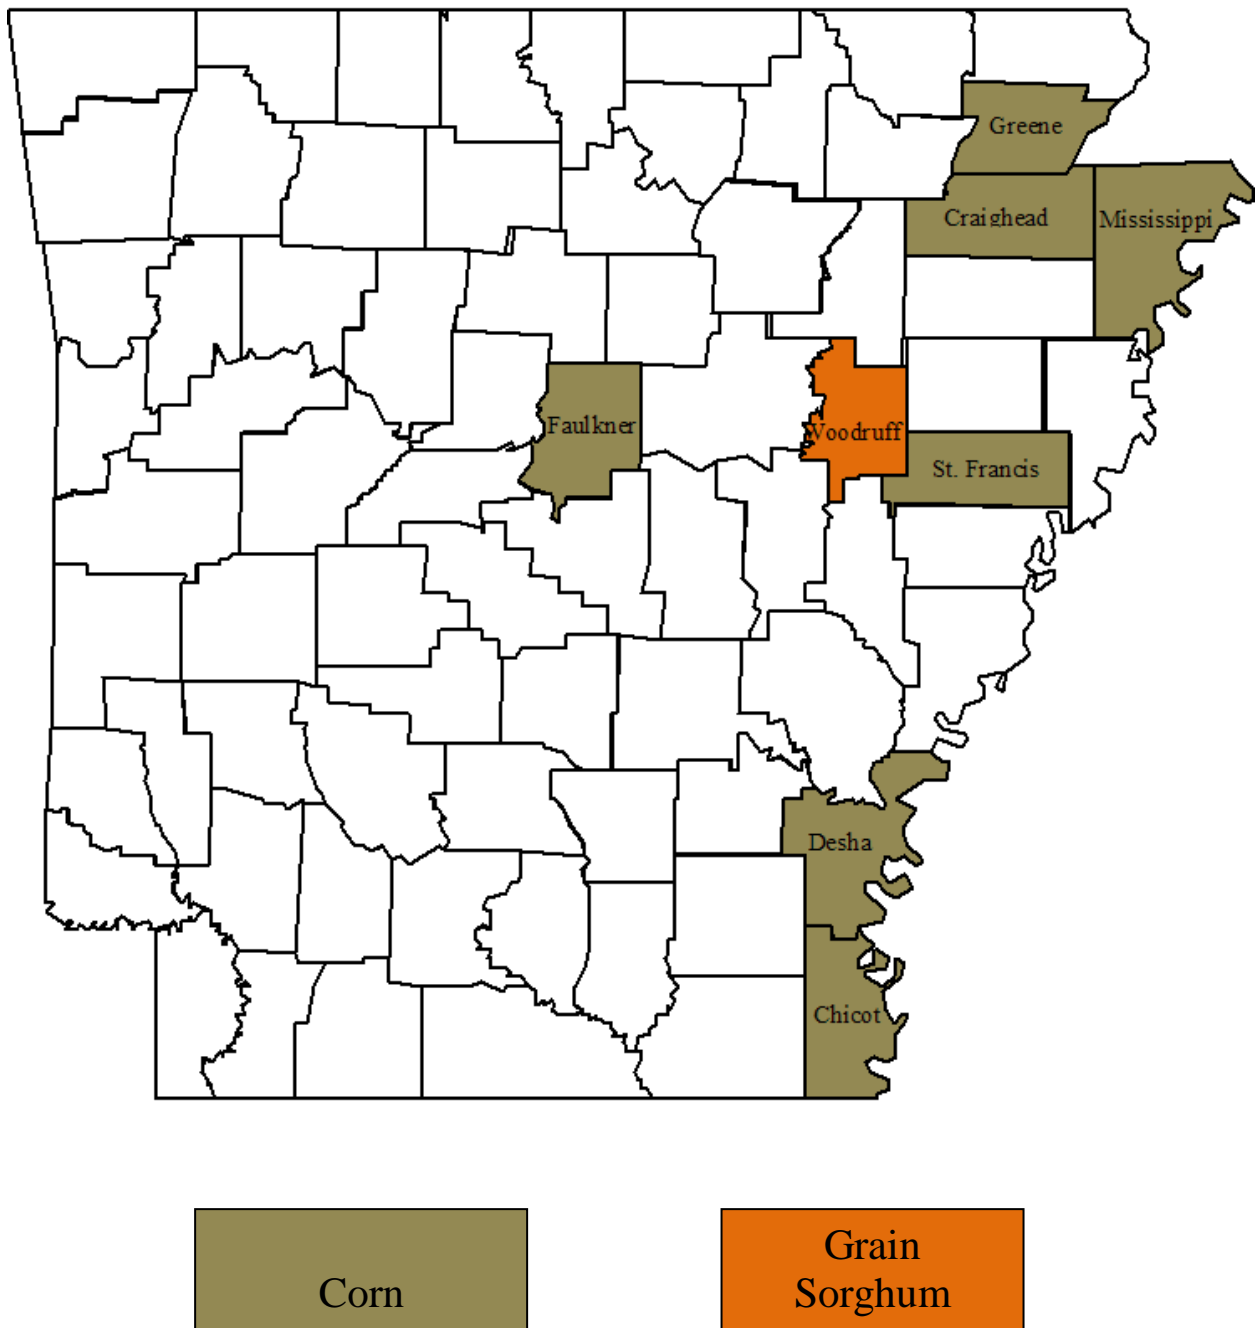 Greene
Craighead
Mississippi
Faulkner
Woodruff
St. Francis
Desha
Chicot
Corn
Grain
Sorghum